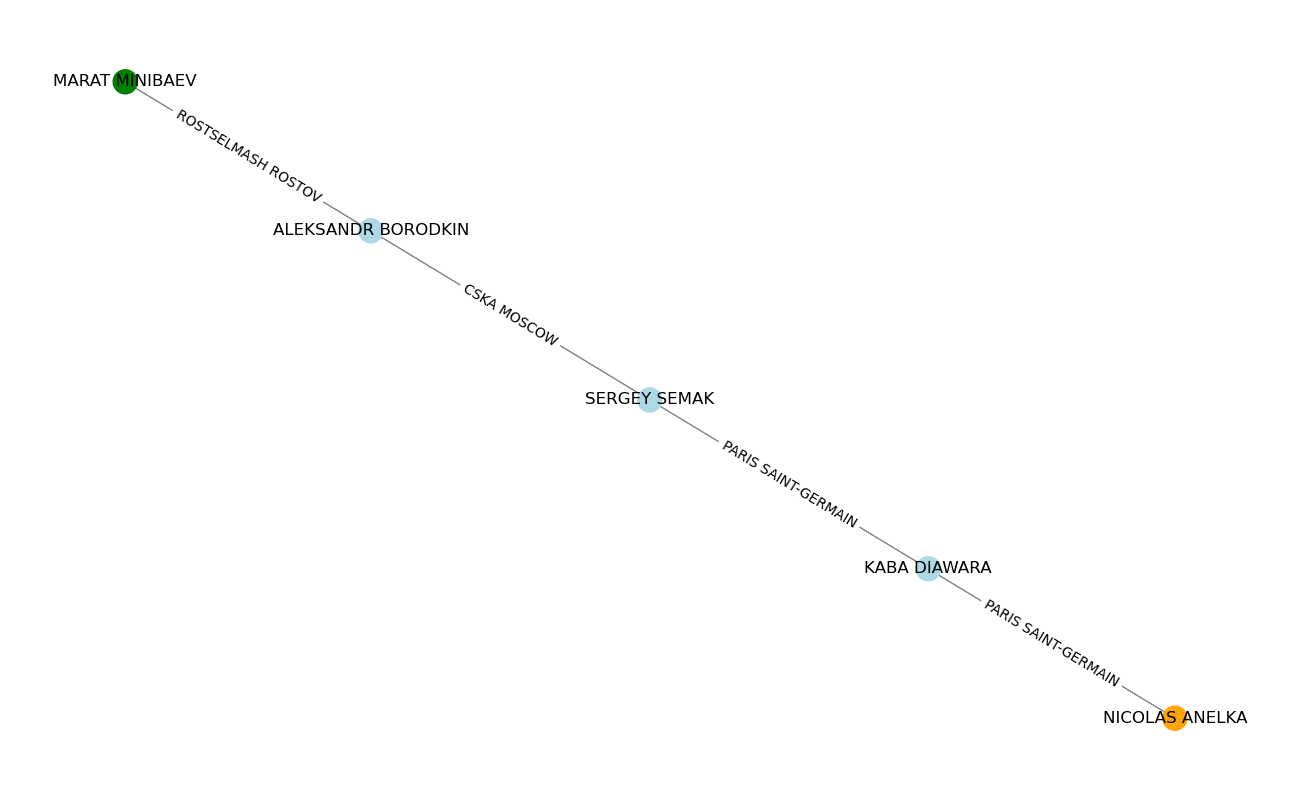 MARAT MINIBAEV
ROSTSELMASH ROSTOV
ALEKSANDR BORODKIN
CSKA MOSCOW
SERGEY SEMAK
PARIS SAINT-GERMAIN
KABA DIAWARA
PARIS SAINT-GERMAIN
NICOLAS ANELKA